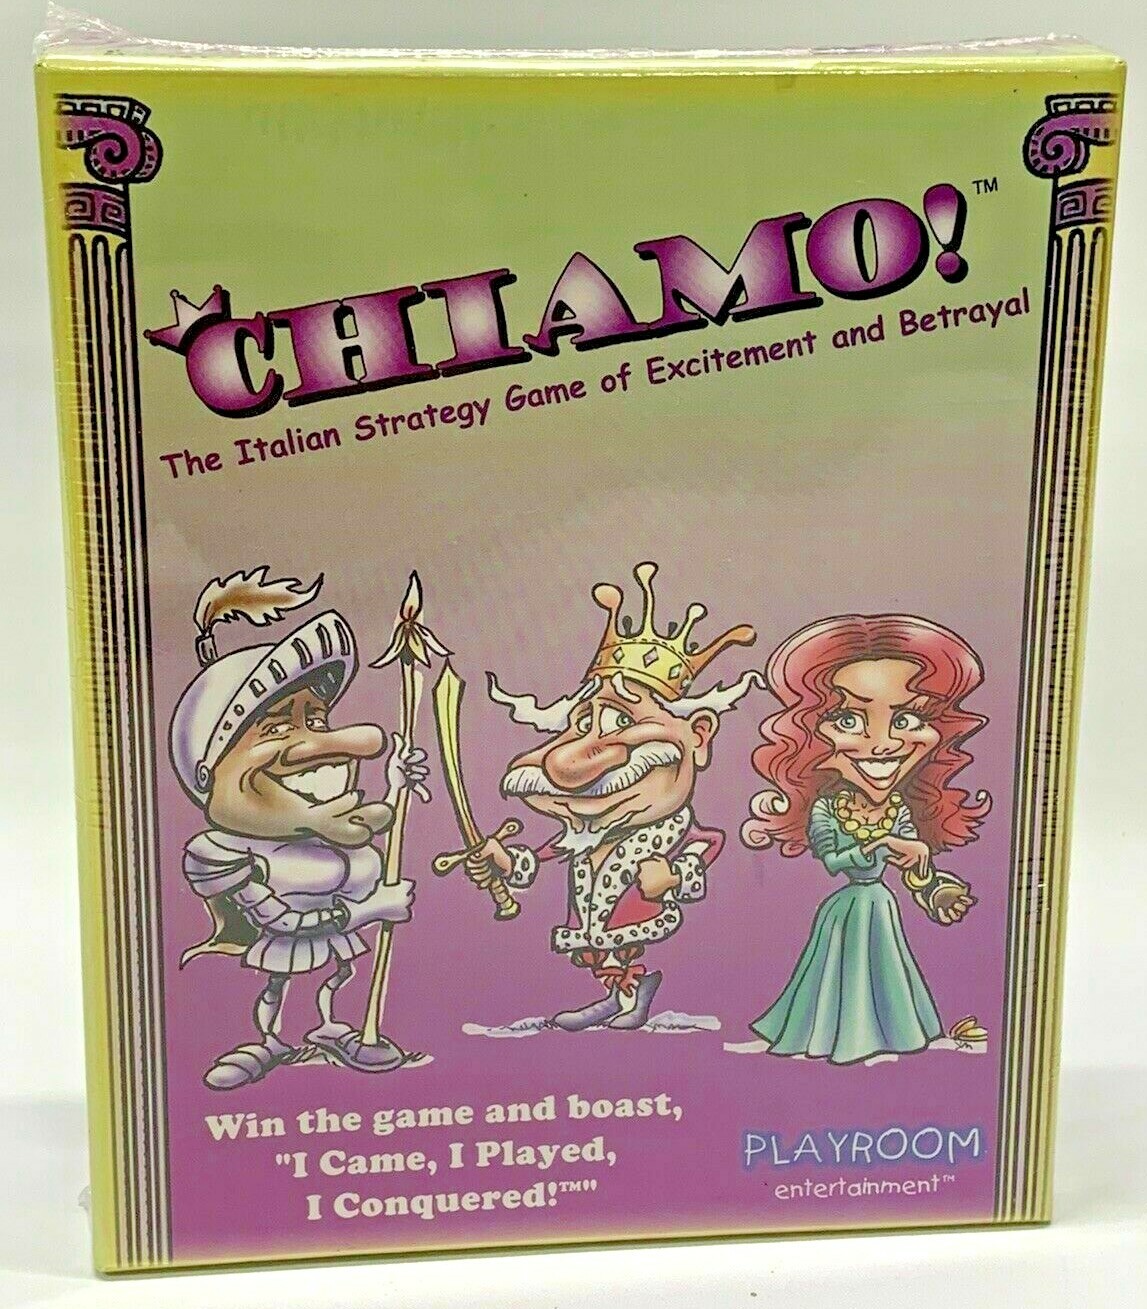 CHIAMO!™
The Italian Strategy Game of Excitement and Betrayal
Win the game and boast,
"I Came, I Played,
I Conquered!™"
PLAYROOM
entertainment™